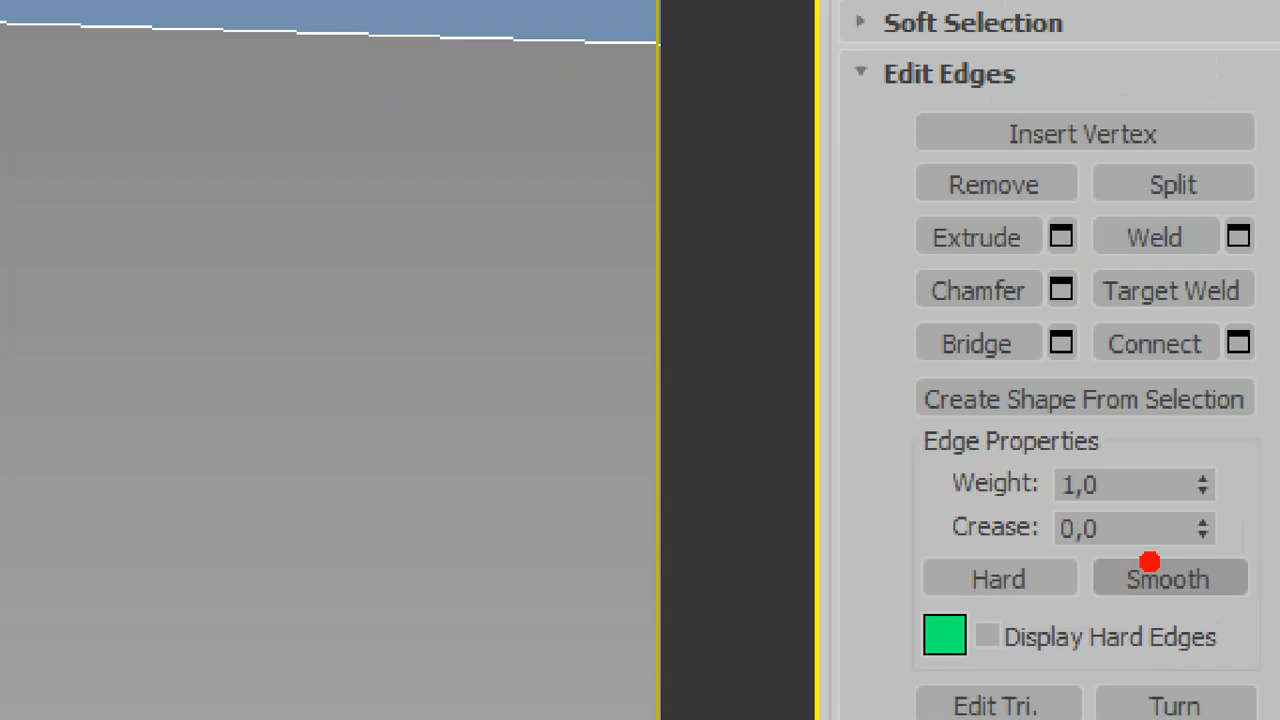 Soft Selection
Edit Edges
Insert Vertex
Remove Split
Extrude Weld
Chamfer Target Weld
Bridge Connect
Create Shape From Selection
Edge Properties
Weight: 1,0
Crease: 0,0
Hard Smooth
Display Hard Edges
Edit Tri. Turn